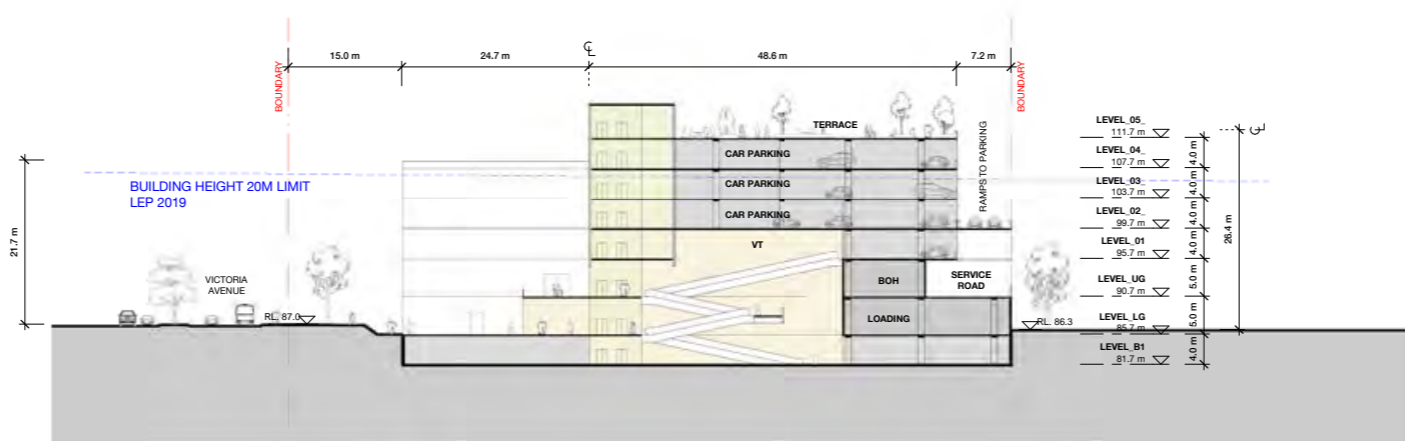 15.0 m
24.7 m
℄
48.6 m
7.2 m
BOUNDARY
BOUNDARY
TERRACE
CAR PARKING
CAR PARKING
CAR PARKING
RAMPS TO PARKING
BUILDING HEIGHT 20M LIMIT
LEP 2019
21.7 m
VICTORIA
AVENUE
RL. 87.0
VT
BOH
SERVICE
ROAD
LOADING
RL. 86.3
LEVEL_05_
111.7 m
LEVEL_04_
107.7 m
LEVEL_03_
103.7 m
LEVEL_02_
99.7 m
LEVEL_01
95.7 m
LEVEL_UG
90.7 m
LEVEL_LG
85.7 m
LEVEL_B1
81.7 m
4.0 m
4.0 m
4.0 m
4.0 m
5.0 m
5.0 m
4.0 m
26.4 m
℄